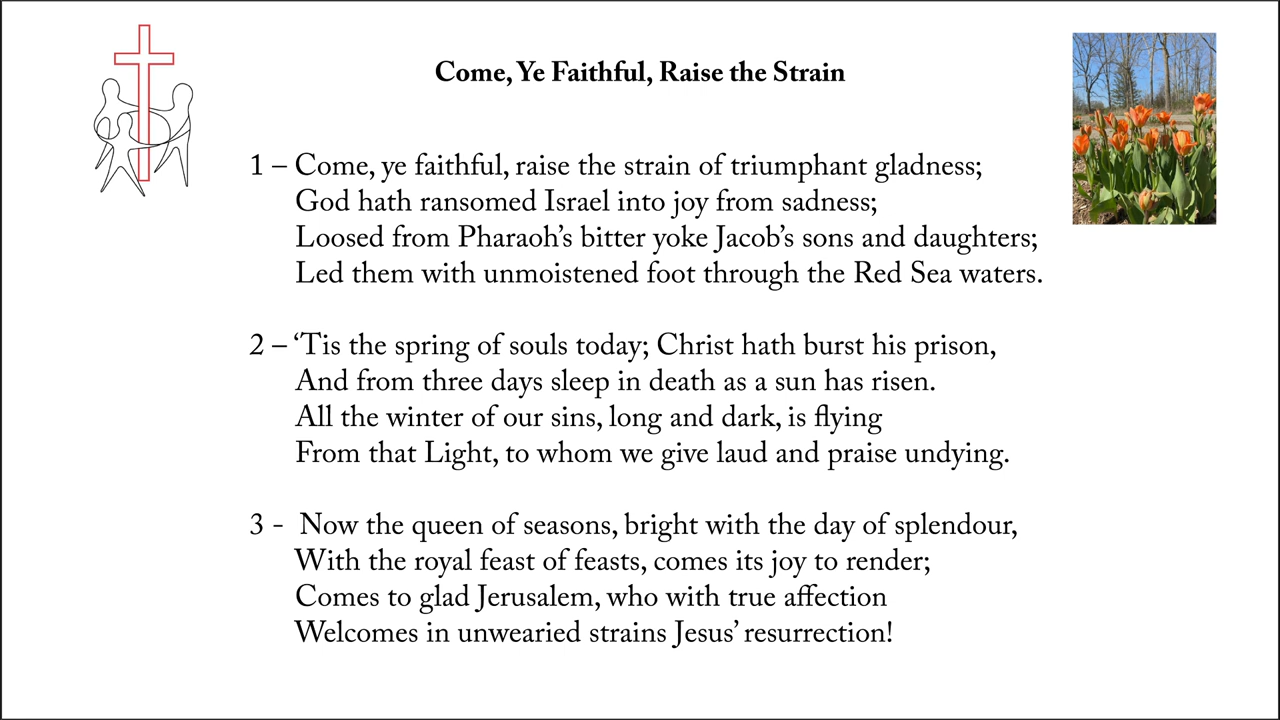 Come, Ye Faithful, Raise the Strain
1 – Come, ye faithful, raise the strain of triumphant gladness;
God hath ransomed Israel into joy from sadness;
Loosed from Pharaoh’s bitter yoke Jacob’s sons and daughters;
Led them with unmoistened foot through the Red Sea waters.
2 – ‘Tis the spring of souls today; Christ hath burst his prison,
And from three days sleep in death as a sun has risen.
All the winter of our sins, long and dark, is flying
From that Light, to whom we give laud and praise undying.
3 - Now the queen of seasons, bright with the day of splendour,
With the royal feast of feasts, comes its joy to render;
Comes to glad Jerusalem, who with true affection
Welcomes in unwearied strains Jesus’ resurrection!